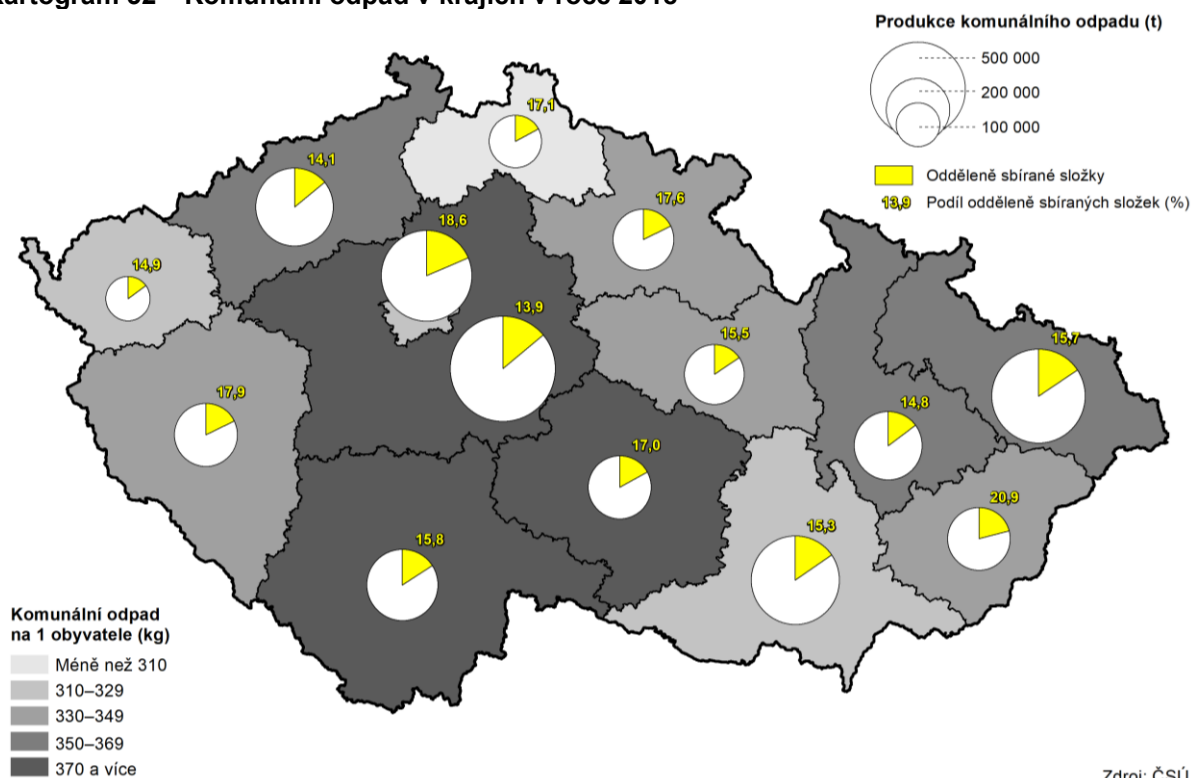 Produkce komunálního odpadu (t)
500 000
200 000
100 000
Odděleně sbírané složky
13,9 Podíl odděleně sbíraných složek (%)
17,1
14,1
17,6
18,6
14,9
13,9
15,5
15,7
17,9
14,8
17,0
20,9
15,3
15,8
Komunální odpad
na 1 obyvatele (kg)
Méně než 310
310–329
330–349
350–369
370 a více
Zdroj: ČSÚ